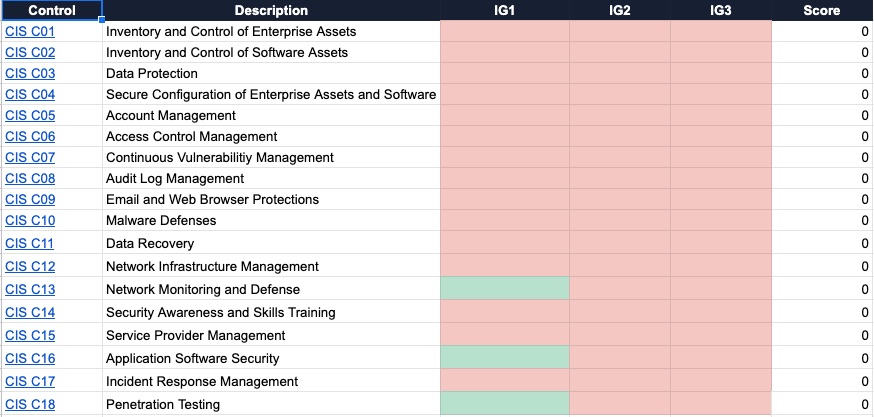 Control Description IG1 IG2 IG3 Score
CIS C01 Inventory and Control of Enterprise Assets 0
CIS C02 Inventory and Control of Software Assets 0
CIS C03 Data Protection 0
CIS C04 Secure Configuration of Enterprise Assets and Software 0
CIS C05 Account Management 0
CIS C06 Access Control Management 0
CIS C07 Continuous Vulnerabilitiy Management 0
CIS C08 Audit Log Management 0
CIS C09 Email and Web Browser Protections 0
CIS C10 Malware Defenses 0
CIS C11 Data Recovery 0
CIS C12 Network Infrastructure Management 0
CIS C13 Network Monitoring and Defense 0
CIS C14 Security Awareness and Skills Training 0
CIS C15 Service Provider Management 0
CIS C16 Application Software Security 0
CIS C17 Incident Response Management 0
CIS C18 Penetration Testing 0